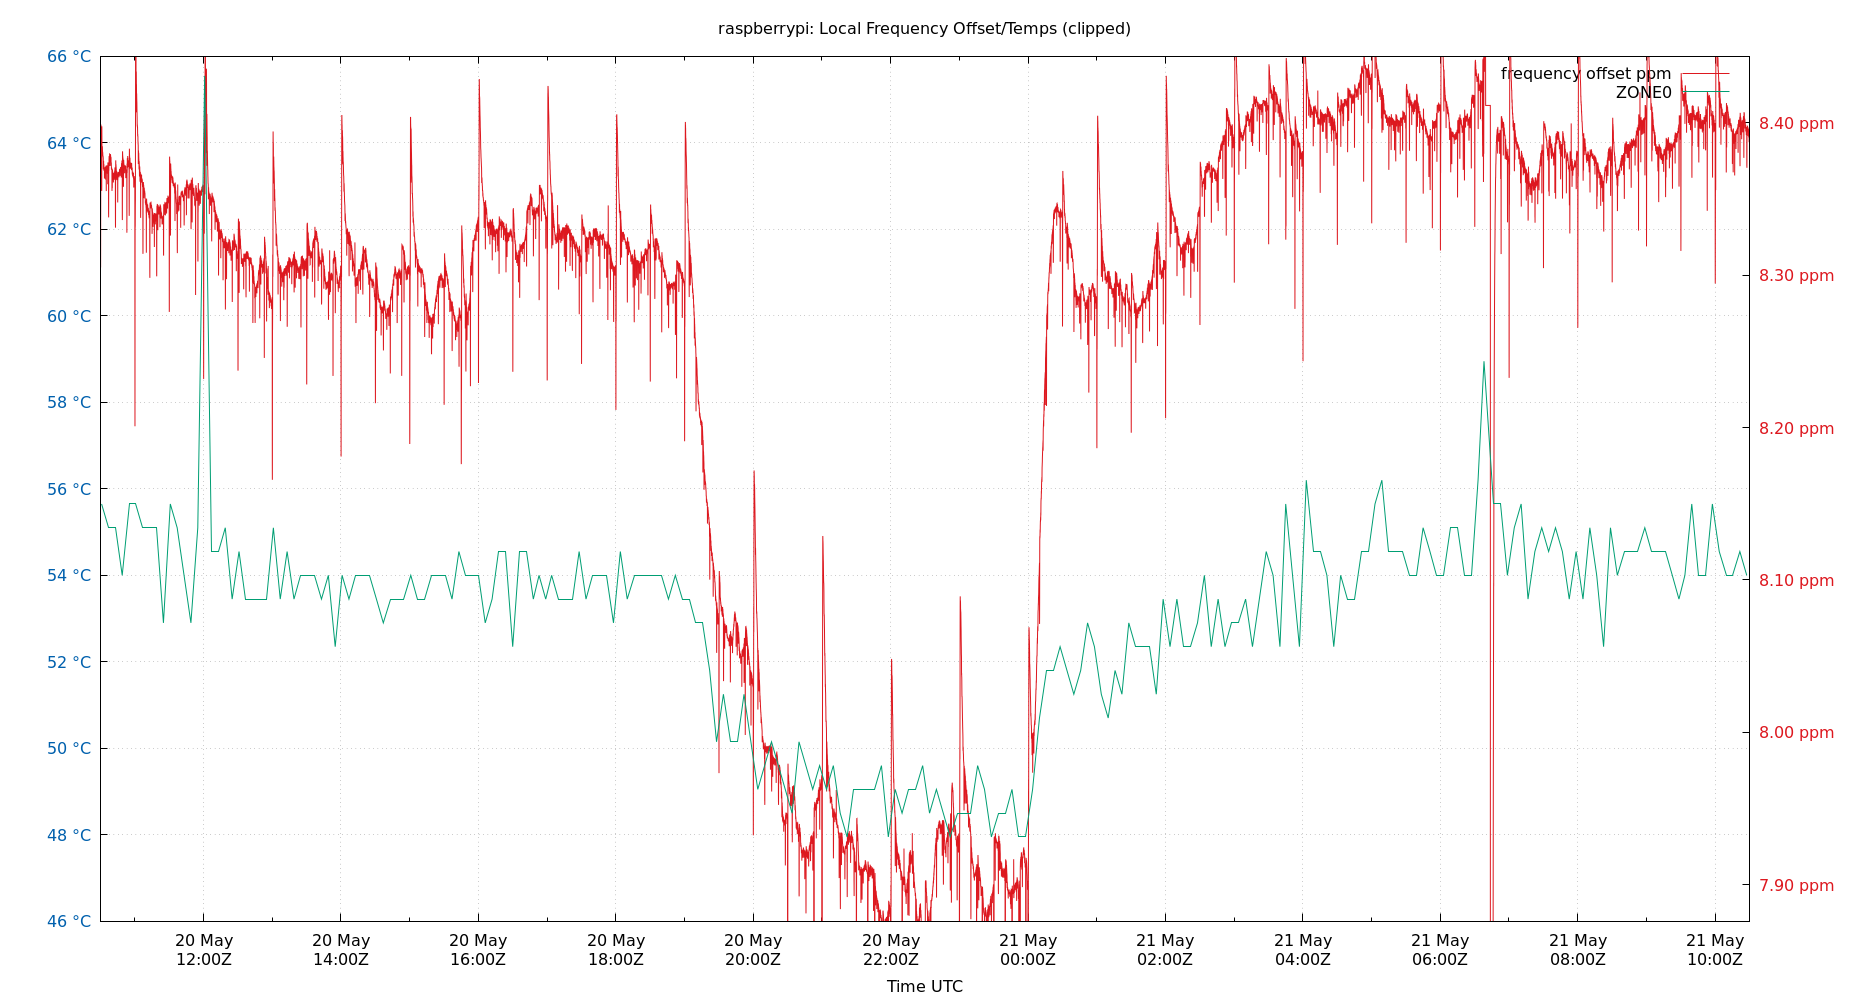 raspberrypi: Local Frequency Offset/Temps (clipped)
66 °C
64 °C
62 °C
60 °C
58 °C
56 °C
54 °C
52 °C
50 °C
48 °C
46 °C
frequency offset ppm
ZONE0
8.40 ppm
8.30 ppm
8.20 ppm
8.10 ppm
8.00 ppm
7.90 ppm
20 May 20 May 20 May 20 May 20 May 20 May 21 May 21 May 21 May 21 May 21 May 21 May
12:00Z 14:00Z 16:00Z 18:00Z 20:00Z 22:00Z 00:00Z 02:00Z 04:00Z 06:00Z 08:00Z 10:00Z
Time UTC